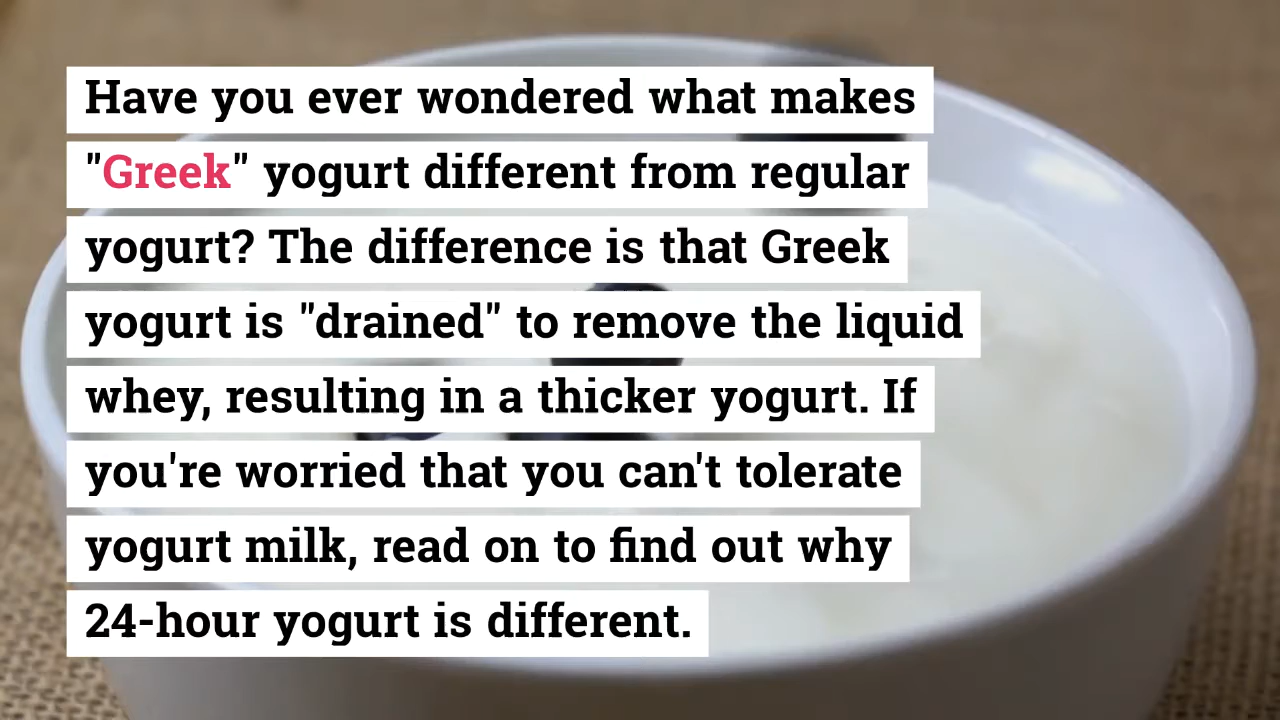 Have you ever wondered what makes
"Greek" yogurt different from regular
yogurt? The difference is that Greek
yogurt is "drained" to remove the liquid
whey, resulting in a thicker yogurt. If
you're worried that you can't tolerate
yogurt milk, read on to find out why
24-hour yogurt is different.